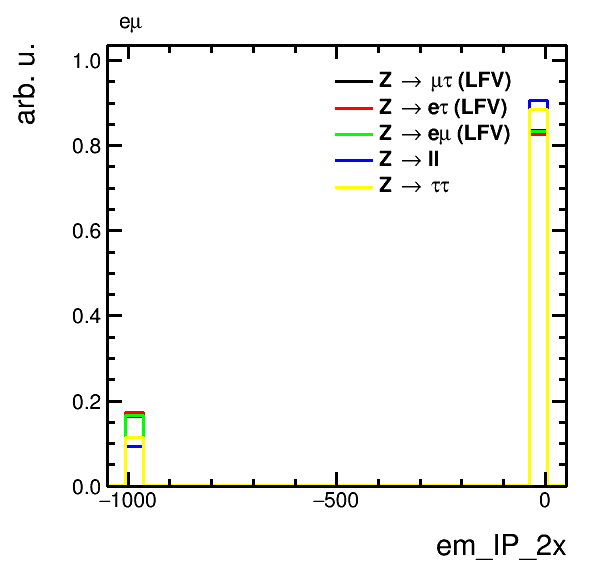 eμ
arb. u.
1.0
0.8
0.6
0.4
0.2
0.0
Z → μτ (LFV)
Z → eτ (LFV)
Z → eμ (LFV)
Z → ll
Z → ττ
−1000 −500 0
em_IP_2x